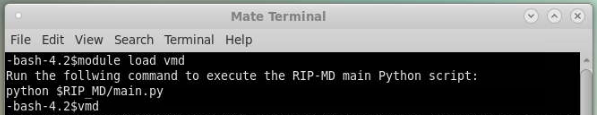 Mate Terminal
File Edit View Search Terminal Help
-bash-4.2$module load vmd
Run the follwing command to execute the RIP-MD main Python script:
python $RIP_MD/main.py
-bash-4.2$vmd